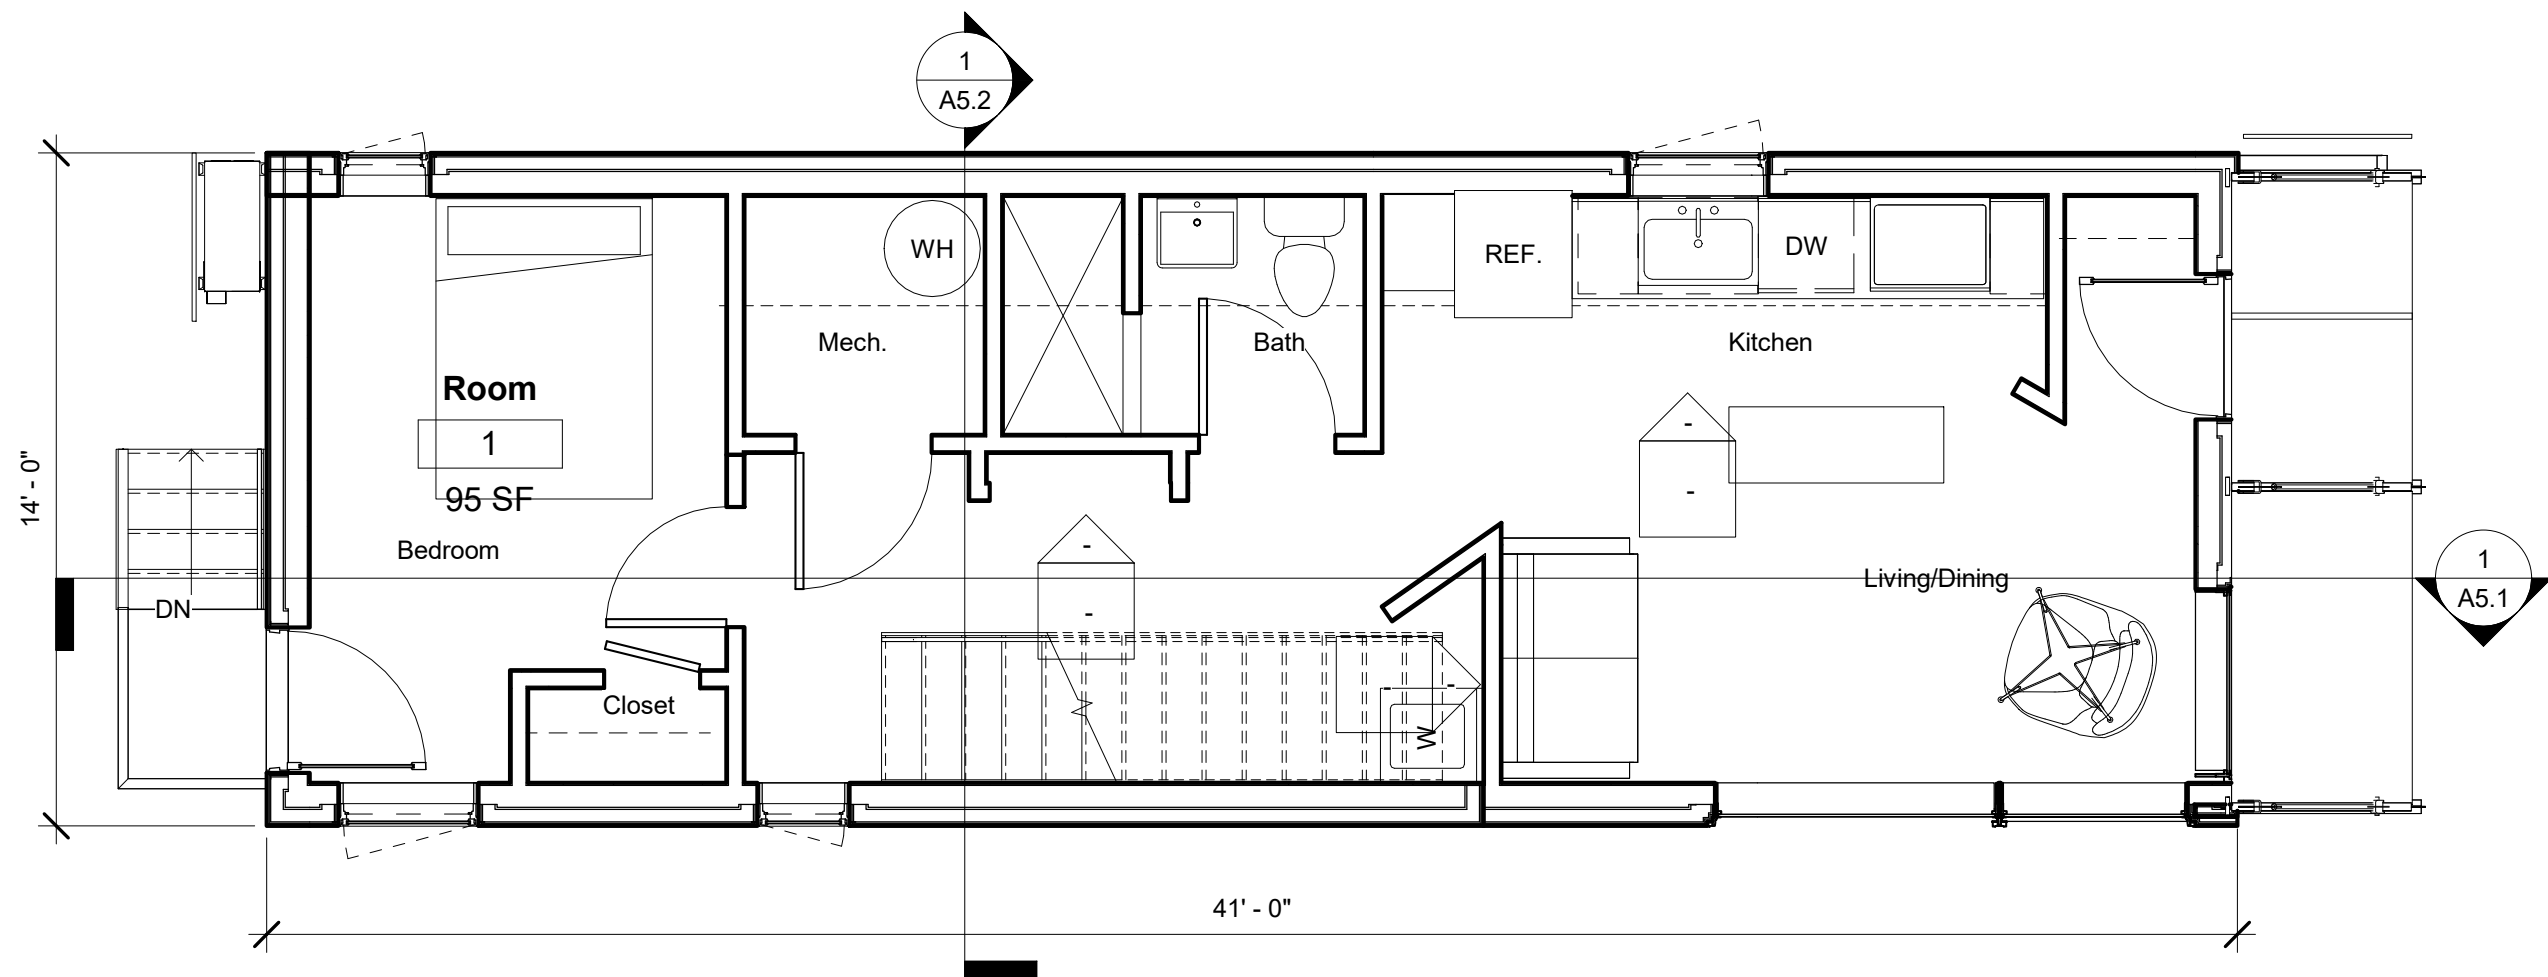 1
A5.2
WH
REF.
DW
Mech.
Bath
Kitchen
Room
1
95 SF
14' - 0"
-
-
Bedroom
-
-
Living/Dining
1
A5.1
DN
Closet
-
-
W
41' - 0"